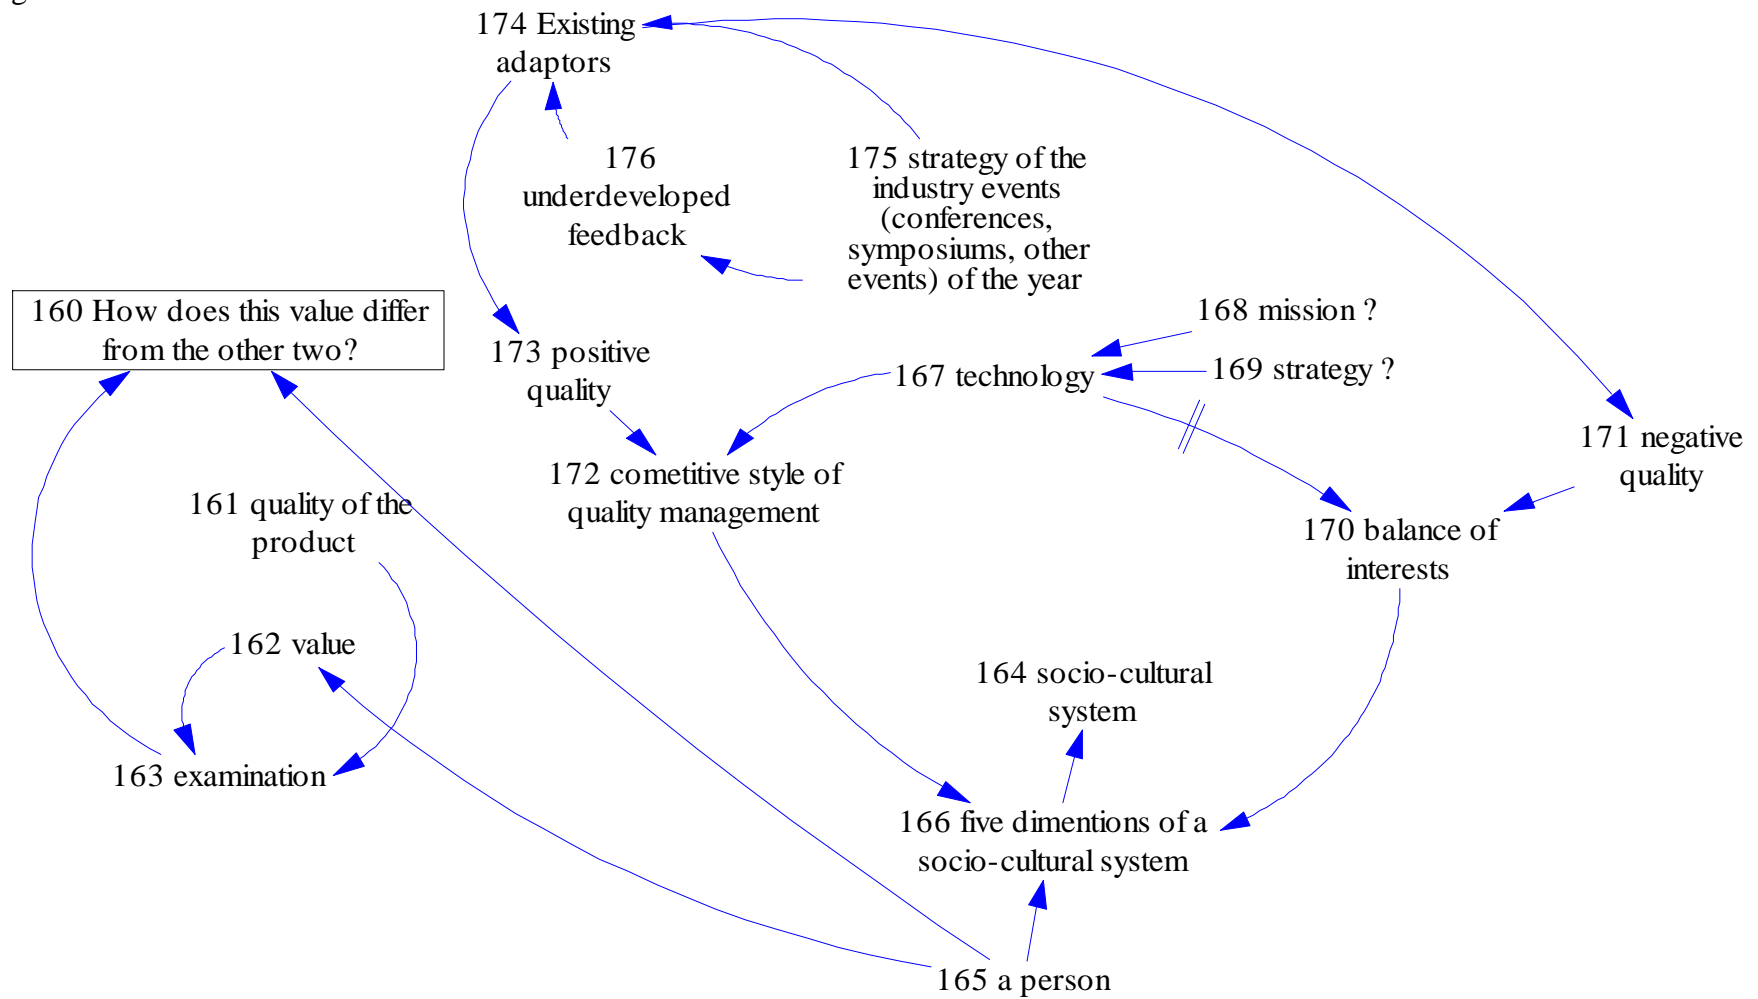 174 Existing
adaptors
176
underdeveloped
feedback
175 strategy of the
industry events
(conferences,
symposiums, other
events) of the year
160 How does this value differ
from the other two?
173 positive
quality
167 technology
168 mission ?
169 strategy ?
171 negative
quality
172 cometitive style of
quality management
161 quality of the
product
170 balance of
interests
162 value
164 socio-cultural
system
163 examination
166 five dimentions of a
socio-cultural system
165 a person